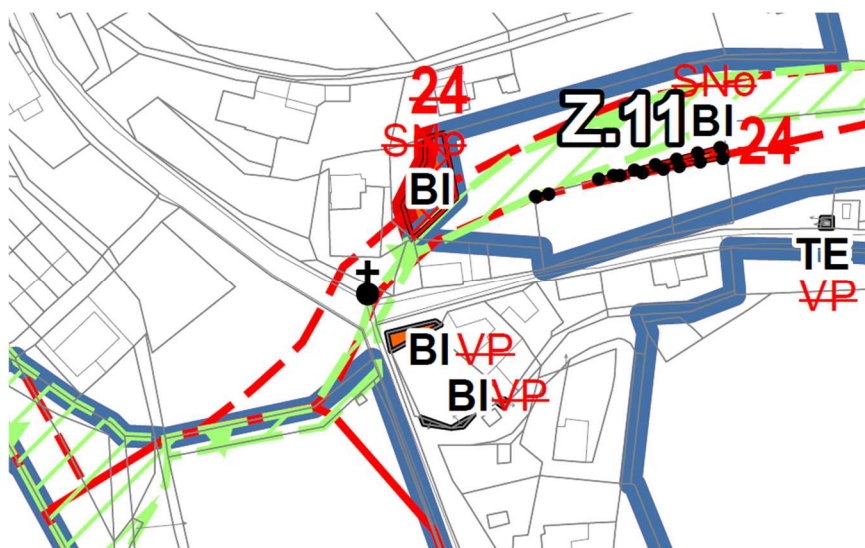 24
SNo
BI
SNo
Z.11 BI
24
TE
VP
BI VP
BI VP